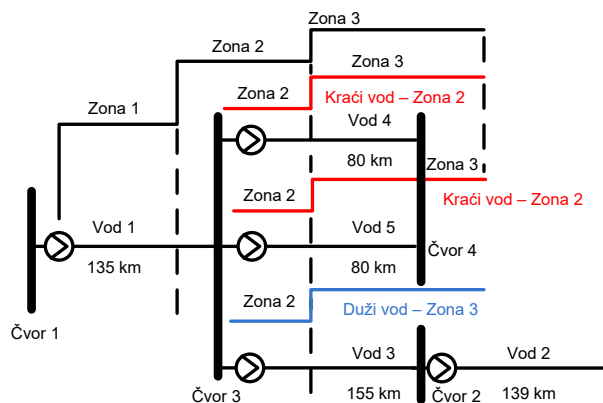 Zona 3
Zona 2
Zona 3
Zona 2
Kraći vod – Zona 2
Zona 1
Vod 4
80 km
Zona 3
Zona 2
Kraći vod – Zona 2
Vod 1
Vod 5
135 km
80 km
Čvor 4
Zona 2
Duži vod – Zona 3
Čvor 1
Vod 3
Vod 2
Čvor 3
155 km
Čvor 2
139 km